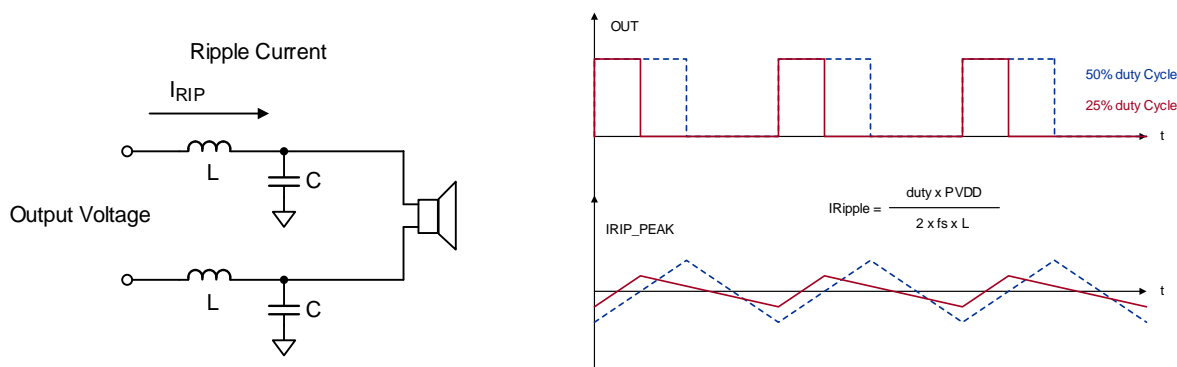 Ripple Current
IRIP
L
C
Output Voltage
L
C
OUT
50% duty Cycle
25% duty Cycle
t
IRipple = duty x PVDD
2 x fs x L
IRIP_PEAK
t